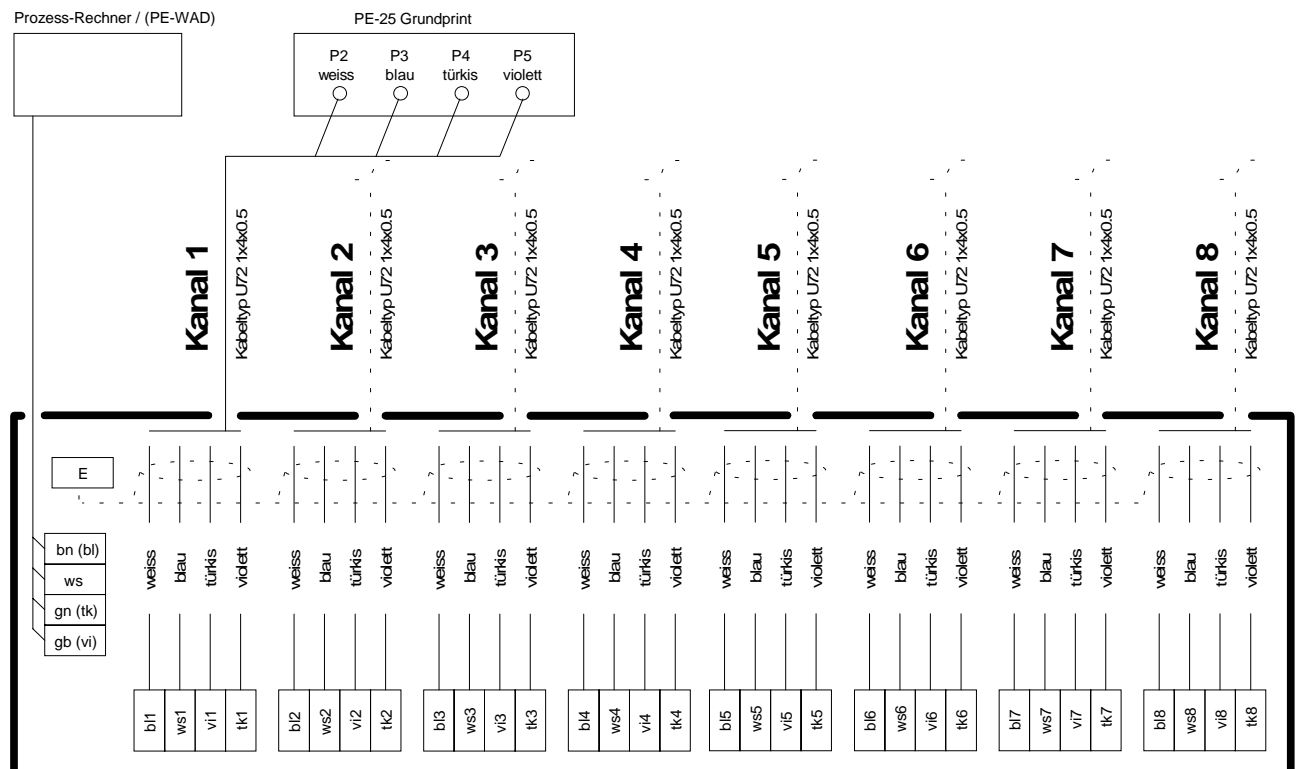 Prozess-Rechner / (PE-WAD)
PE-25 Grundprint
P2 P3 P4 P5
weiss blau türkis violett
Kanal 1
Kabeltyp U72 1x4x0.5
Kanal 2
Kabeltyp U72 1x4x0.5
Kanal 3
Kabeltyp U72 1x4x0.5
Kanal 4
Kabeltyp U72 1x4x0.5
Kanal 5
Kabeltyp U72 1x4x0.5
Kanal 6
Kabeltyp U72 1x4x0.5
Kanal 7
Kabeltyp U72 1x4x0.5
Kanal 8
Kabeltyp U72 1x4x0.5
E
bn (bl)
ws
gn (tk)
gb (vi)
weiss blau türkis violett
weiss blau türkis violett
weiss blau türkis violett
weiss blau türkis violett
weiss blau türkis violett
weiss blau türkis violett
weiss blau türkis violett
weiss blau türkis violett
bl1 ws1 vi1 tk1
bl2 ws2 vi2 tk2
bl3 ws3 vi3 tk3
bl4 ws4 vi4 tk4
bl5 ws5 vi5 tk5
bl6 ws6 vi6 tk6
bl7 ws7 vi7 tk7
bl8 ws8 vi8 tk8